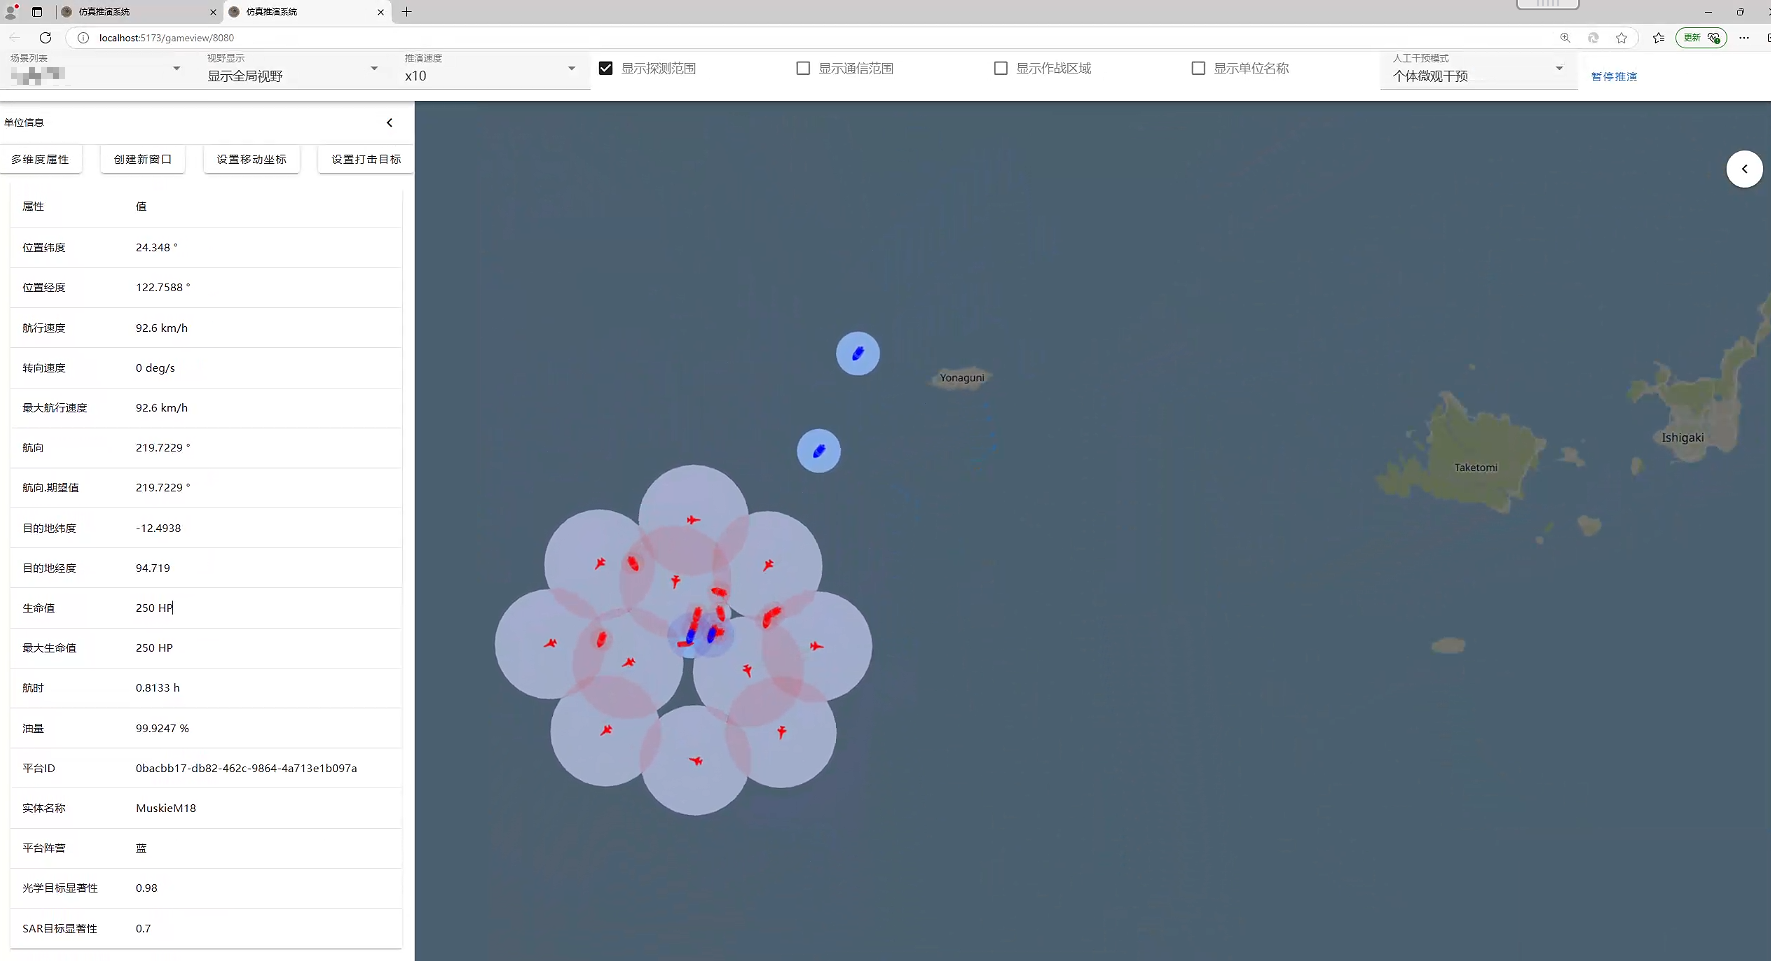 仿真推演系统
仿真推演系统
localhost:5173/gameview/8080
更新
场景列表
视野显示
显示全局视野
推演速度
x10
显示探测范围
显示通信范围
显示作战区域
显示单位名称
人工干预模式
个体微观干预
暂停推演
单位信息
多维度属性
创建新窗口
设置移动坐标
设置打击目标
属性 值
位置纬度 24.348 °
位置经度 122.7588 °
航行速度 92.6 km/h
转向速度 0 deg/s
最大航行速度 92.6 km/h
航向 219.7229 °
航向.期望值 219.7229 °
目的地纬度 -12.4938
目的地经度 94.719
生命值 250 HP
最大生命值 250 HP
航时 0.8133 h
油量 99.9247 %
平台ID 0bacbb17-db82-462c-9864-4a713e1b097a
实体名称 MuskieM18
平台阵营 蓝
光学目标显著性 0.98
SAR目标显著性 0.7
Yonaguni
Taketomi
Ishigaki